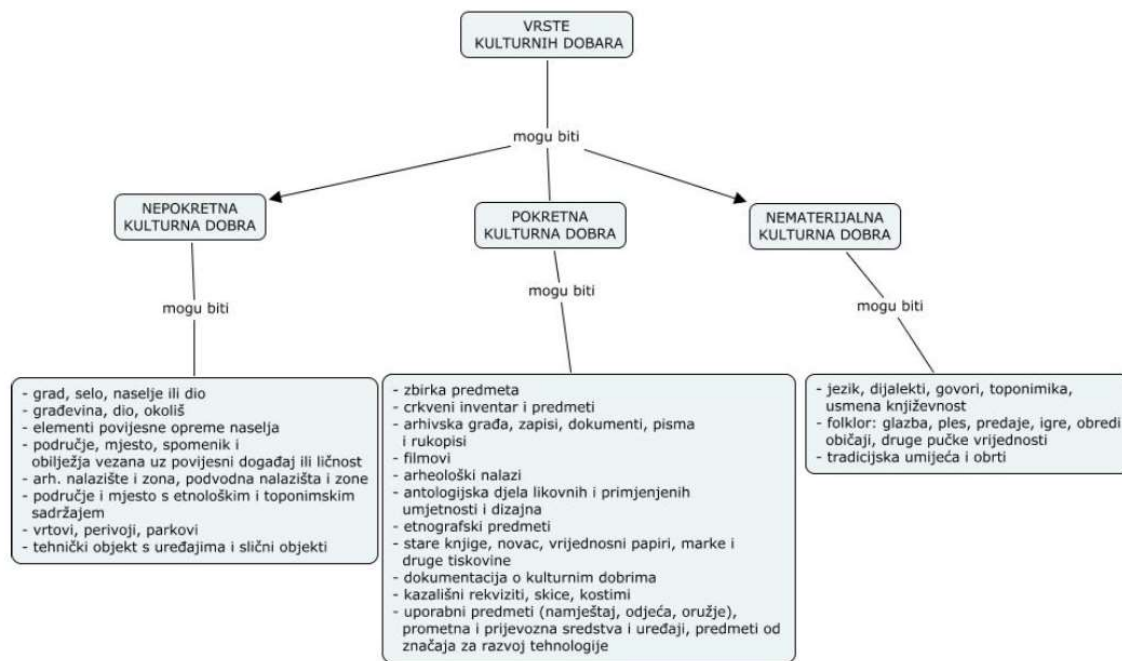 VRSTE
KULTURNIH DOBARA
mogu biti
NEPOKRETNA
KULTURNA DOBRA
POKRETNA
KULTURNA DOBRA
NEMATERIJALNA
KULTURNA DOBRA
mogu biti
mogu biti
mogu biti
- grad, selo, naselje ili dio
- građevina, dio, okoliš
- elementi povijesne opreme naselja
- područje, mjesto, spomenik i
obilježja vezana uz povijesni događaj ili ličnost
- arh. nalazište i zona, podvodna nalazišta i zone
- područje i mjesto s etnološkim i toponimskim
sadržajem
- vrtovi, perivoji, parkovi
- tehnički objekt s uređajima i slični objekti
- zbirka predmeta
- crkveni inventar i predmeti
- arhivska građa, zapisi, dokumenti, pisma
i rukopisi
- filmovi
- arheološki nalazi
- antologijska djela likovnih i primjenjenih
umjetnosti i dizajna
- etnografski predmeti
- stare knjige, novac, vrijednosni papiri, marke i
druge tiskovine
- dokumentacija o kulturnim dobrima
- kazališni rekviziti, skice, kostimi
- uporabni predmeti (namještaj, odjeća, oružje),
prometna i prijevozna sredstva i uređaji, predmeti od
značaja za razvoj tehnologije
- jezik, dijalekti, govori, toponimika,
usmena književnost
- folklor: glazba, ples, predaje, igre, obredi
običaji, druge pučke vrijednosti
- tradicijska umijeća i obrti